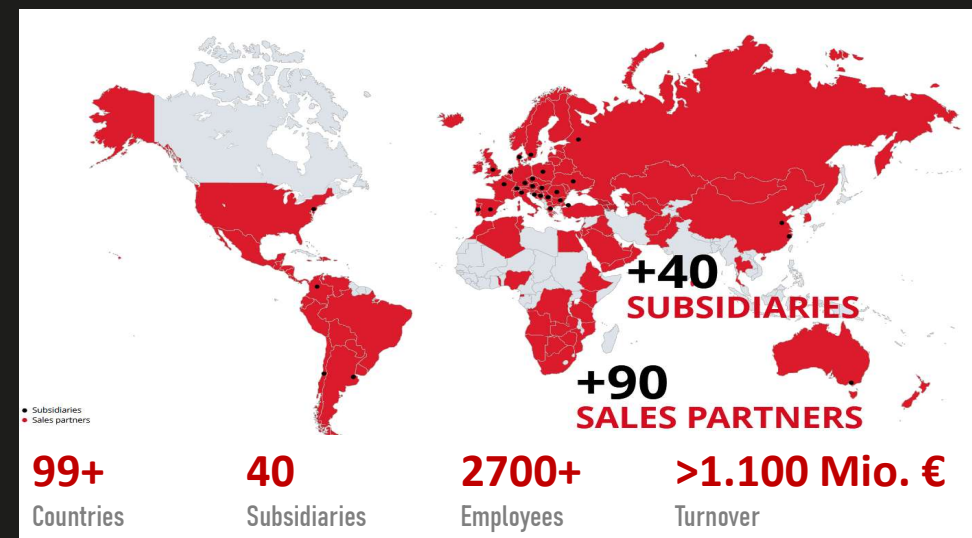 +40
SUBSIDIARIES
+90
SALES PARTNERS
Subsidiaries
Sales partners
99+ 40 2700+ >1.100 Mio. €
Countries Subsidiaries Employees Turnover